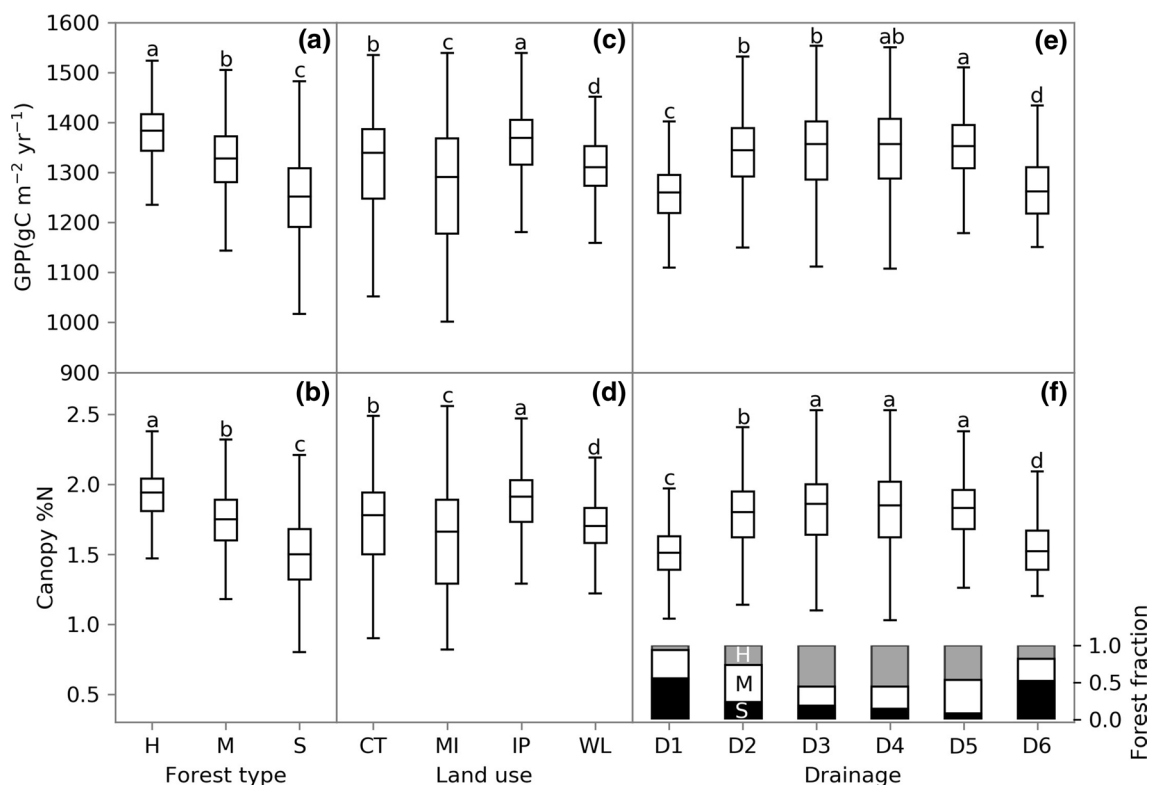 1600
1500
1400
1300
1200
1100
1000
900
GPP(gC m⁻² yr⁻¹)
(a)
a
b
c
(c)
b
c
a
d
(e)
c
b
b
ab
a
d
2.5
2.0
1.5
1.0
0.5
Canopy %N
(b)
a
b
c
(d)
b
c
a
d
(f)
c
b
a
a
a
d
H
M
S
1.0
0.5
0.0
Forest fraction
H M S
CT MI IP WL
D1 D2 D3 D4 D5 D6
Forest type
Land use
Drainage